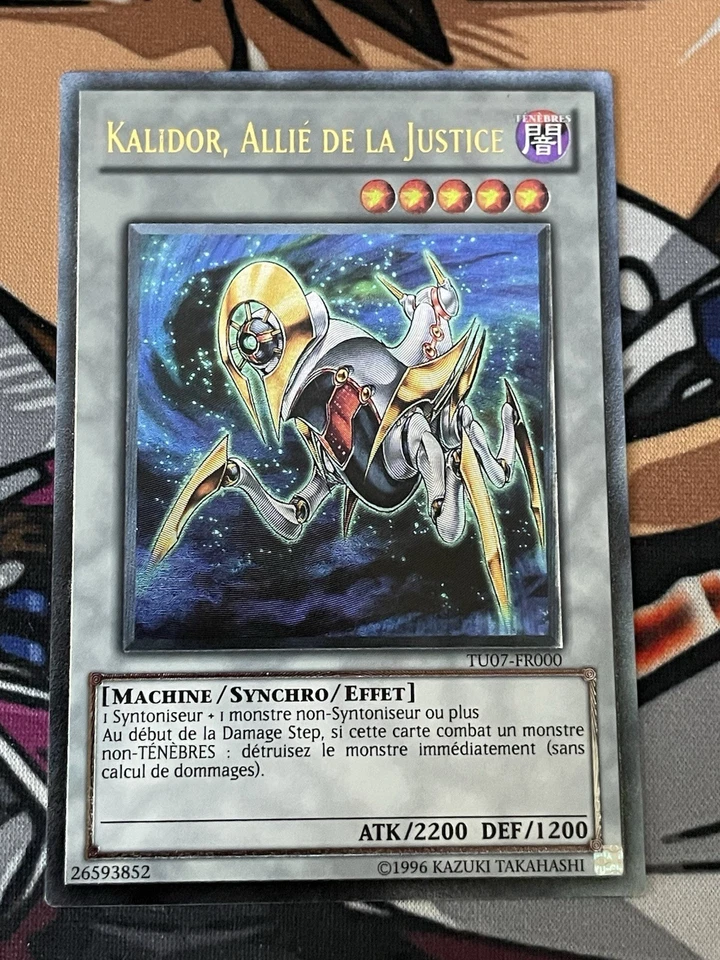 KALIDOR, ALLIÉ DE LA JUSTICE
TÉNÈBRES
闇
TU07-FR000
[MACHINE/SYNCHRO/EFFET]
1 Syntoniseur + 1 monstre non-Syntoniseur ou plus
Au début de la Damage Step, si cette carte combat un monstre
non-TÉNÈBRES : détruisez le monstre immédiatement (sans
calcul de dommages).
ATK/2200 DEF/1200
26593852
©1996 KAZUKI TAKAHASHI